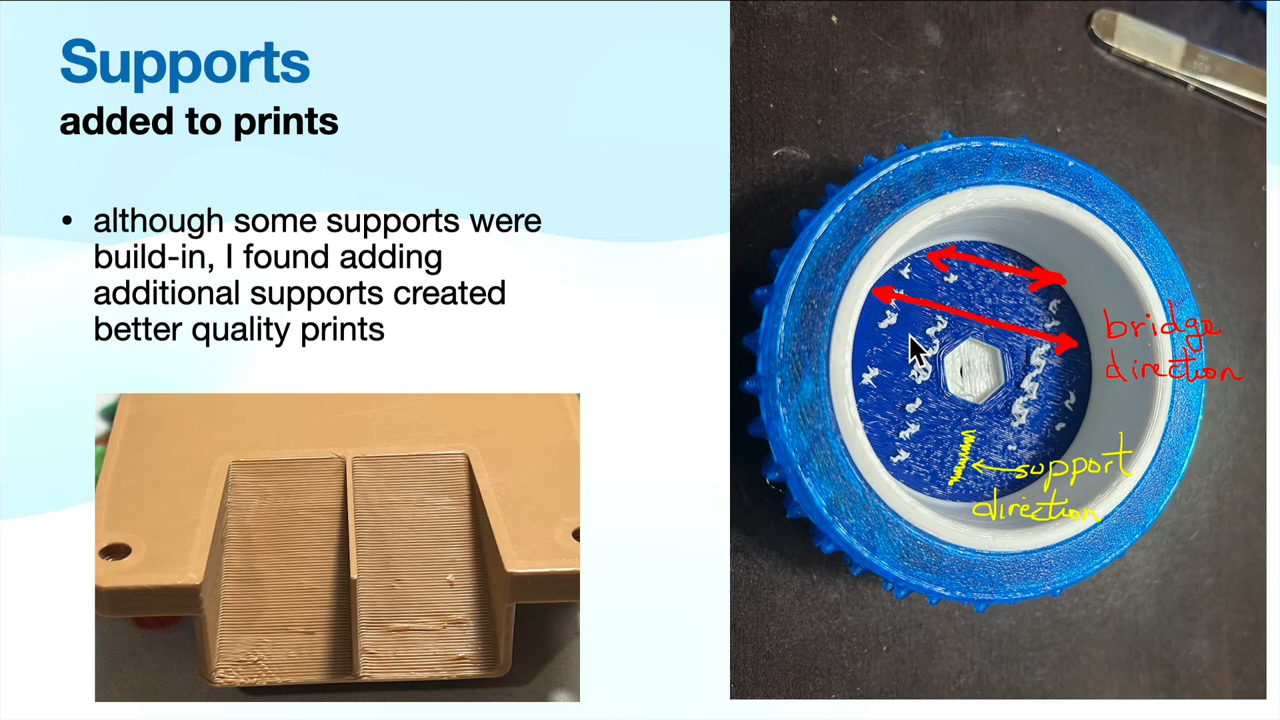 Supports
added to prints
• although some supports were
build-in, I found adding
additional supports created
better quality prints
bridge
direction
support
direction